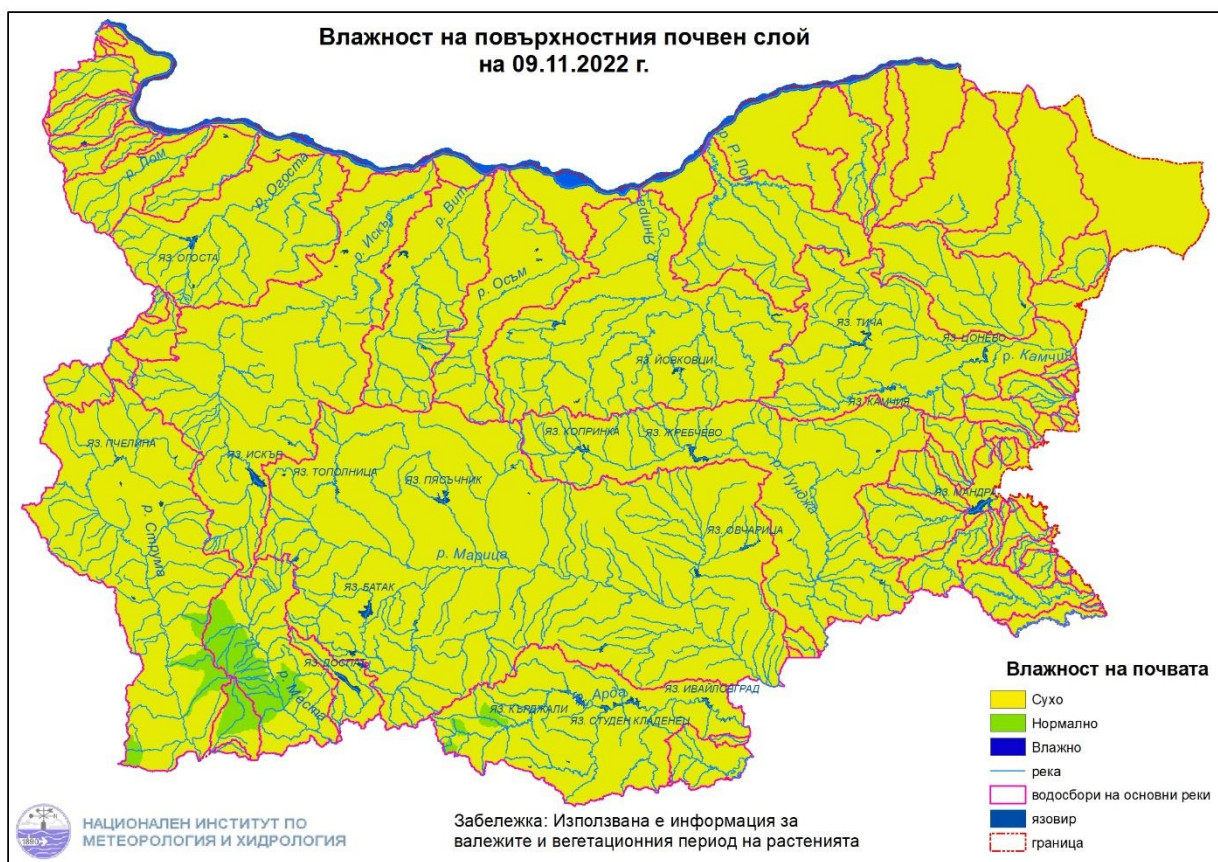 Влажност на повърхностния почвен слой
на 09.11.2022 г.
р. Лом
р. Огоста
р. Искър
р. Вит
р. Осъм
р. Янтра
р. Р Лом
ЯЗ. ОГОСТА
ЯЗ. ТИЧА
ЯЗ. ЦОНЕВО
р. Камчия
ЯЗ. ЙОВКОВЦИ
ЯЗ. КАМЧИЯ
ЯЗ. ПЧЕЛИНА
ЯЗ. ИСКЪР
ЯЗ. ТОПОЛНИЦА
ЯЗ. ПЯСЪЧНИК
ЯЗ. КОПРИНКА
ЯЗ. ЖРЕБЧЕВО
р. Тунджа
ЯЗ. МАНДРА
р. Струма
р. Марица
ЯЗ. ОВЧАРИЦА
ЯЗ. БАТАК
ЯЗ. ДОСПАТ
р. Места
р. Арда
ЯЗ. ИВАЙЛОВГРАД
ЯЗ. КЪРДЖАЛИ
ЯЗ. СТУДЕН КЛАДЕНЕЦ
Влажност на почвата
Сухо
Нормално
Влажно
река
водосбори на основни реки
язовир
граница
НАЦИОНАЛЕН ИНСТИТУТ ПО
МЕТЕОРОЛОГИЯ И ХИДРОЛОГИЯ
Забележка: Използвана е информация за
валежите и вегетационния период на растенията